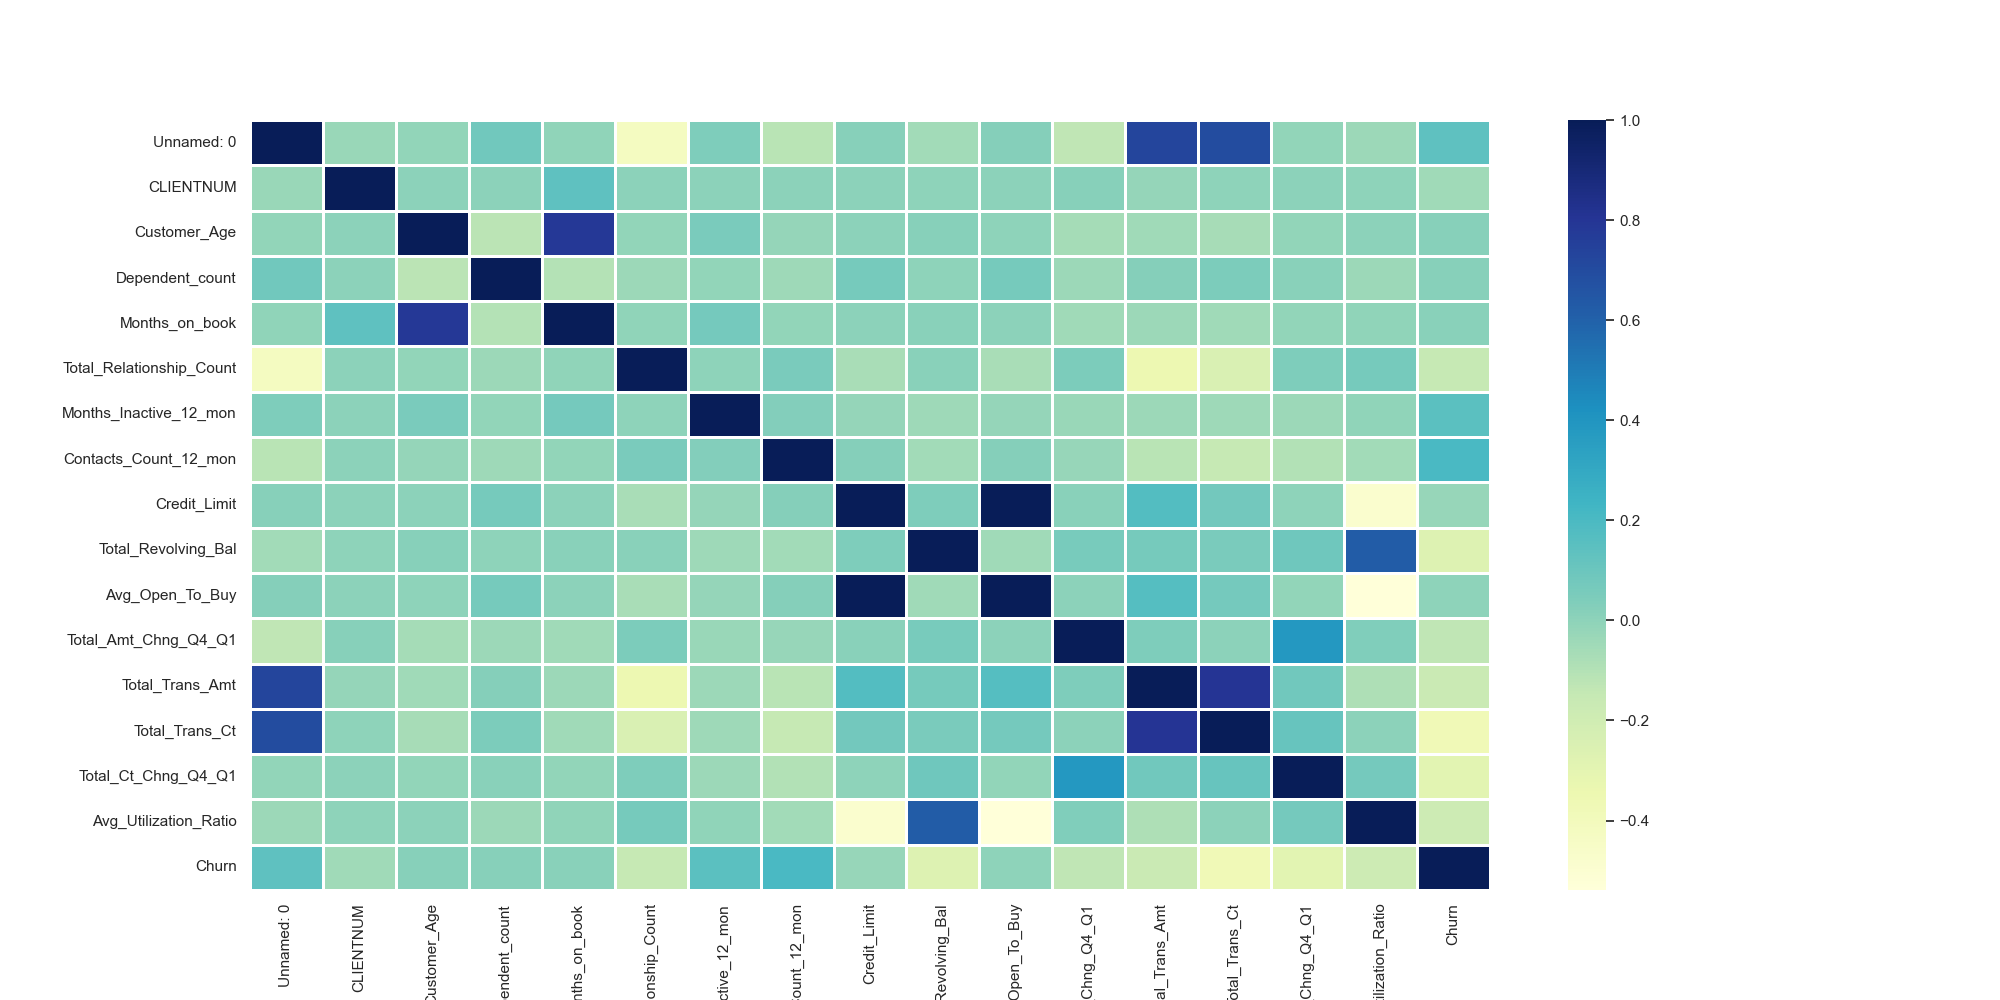 Unnamed: 0
CLIENTNUM
Customer_Age
Dependent_count
Months_on_book
Total_Relationship_Count
Months_Inactive_12_mon
Contacts_Count_12_mon
Credit_Limit
Total_Revolving_Bal
Avg_Open_To_Buy
Total_Amt_Chng_Q4_Q1
Total_Trans_Amt
Total_Trans_Ct
Total_Ct_Chng_Q4_Q1
Avg_Utilization_Ratio
Churn
1.0
0.8
0.6
0.4
0.2
0.0
−0.2
−0.4
Unnamed: 0
CLIENTNUM
Customer_Age
endent_count
nths_on_book
onship_Count
ctive_12_mon
ount_12_mon
Credit_Limit
Revolving_Bal
Open_To_Buy
Chng_Q4_Q1
al_Trans_Amt
otal_Trans_Ct
Chng_Q4_Q1
ilization_Ratio
Churn